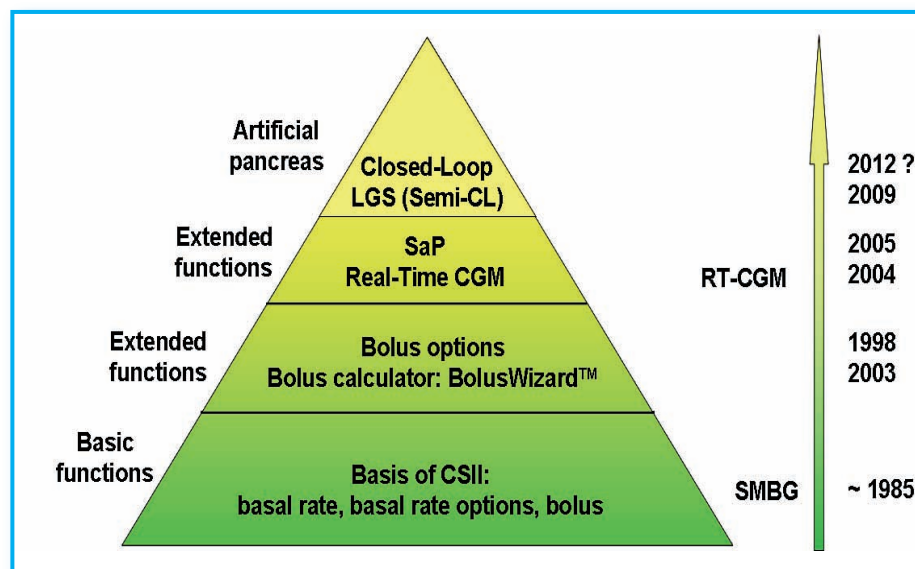 Artificial
pancreas
Closed-Loop
LGS (Semi-CL)
2012 ?
2009
Extended
functions
SaP
Real-Time CGM
RT-CGM
2005
2004
Extended
functions
Bolus options
Bolus calculator: BolusWizard™
1998
2003
Basic
functions
Basis of CSII:
basal rate, basal rate options, bolus
SMBG
~ 1985